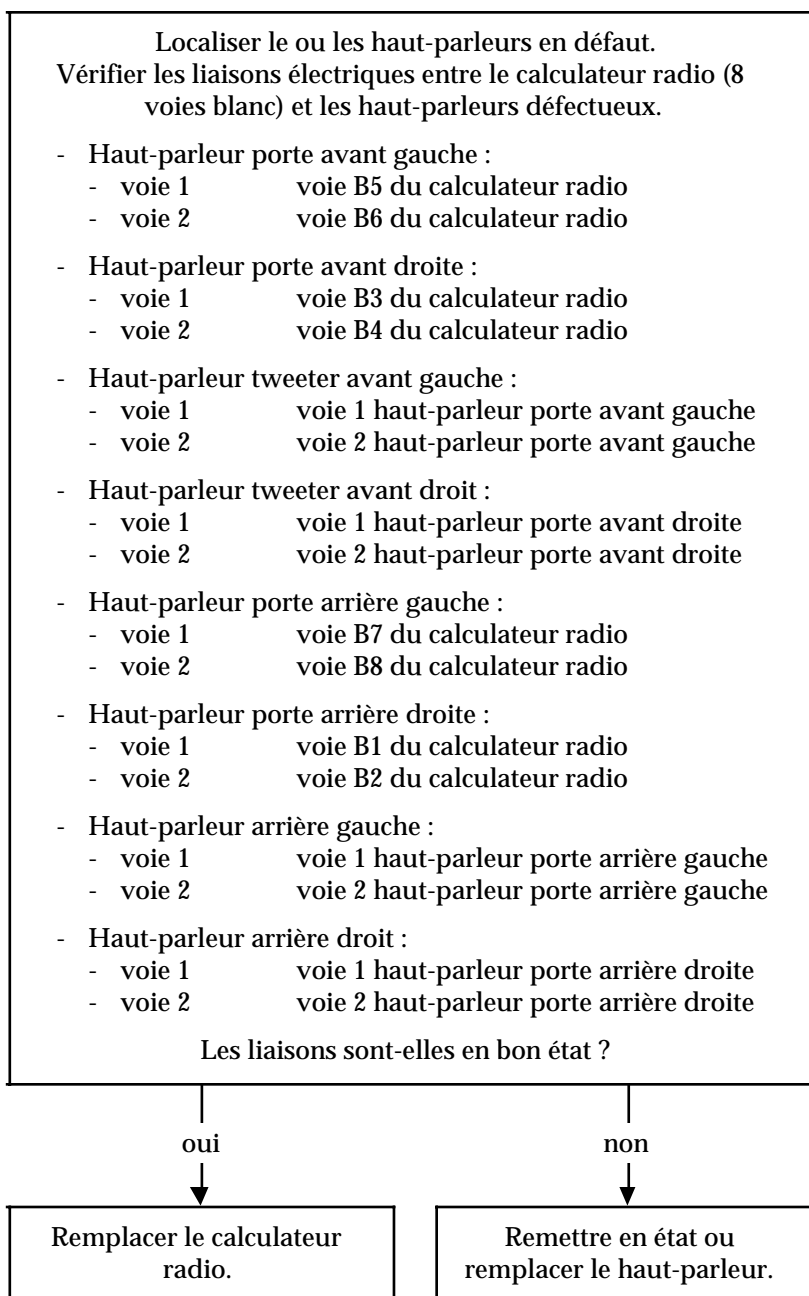 Localiser le ou les haut-parleurs en défaut.
Vérifier les liaisons électriques entre le calculateur radio (8
voies blanc) et les haut-parleurs défectueux.
- Haut-parleur porte avant gauche :
- voie 1 voie B5 du calculateur radio
- voie 2 voie B6 du calculateur radio
- Haut-parleur porte avant droite :
- voie 1 voie B3 du calculateur radio
- voie 2 voie B4 du calculateur radio
- Haut-parleur tweeter avant gauche :
- voie 1 voie 1 haut-parleur porte avant gauche
- voie 2 voie 2 haut-parleur porte avant gauche
- Haut-parleur tweeter avant droit :
- voie 1 voie 1 haut-parleur porte avant droite
- voie 2 voie 2 haut-parleur porte avant droite
- Haut-parleur porte arrière gauche :
- voie 1 voie B7 du calculateur radio
- voie 2 voie B8 du calculateur radio
- Haut-parleur porte arrière droite :
- voie 1 voie B1 du calculateur radio
- voie 2 voie B2 du calculateur radio
- Haut-parleur arrière gauche :
- voie 1 voie 1 haut-parleur porte arrière gauche
- voie 2 voie 2 haut-parleur porte arrière gauche
- Haut-parleur arrière droit :
- voie 1 voie 1 haut-parleur porte arrière droite
- voie 2 voie 2 haut-parleur porte arrière droite
Les liaisons sont-elles en bon état ?
oui
non
Remplacer le calculateur
radio.
Remettre en état ou
remplacer le haut-parleur.